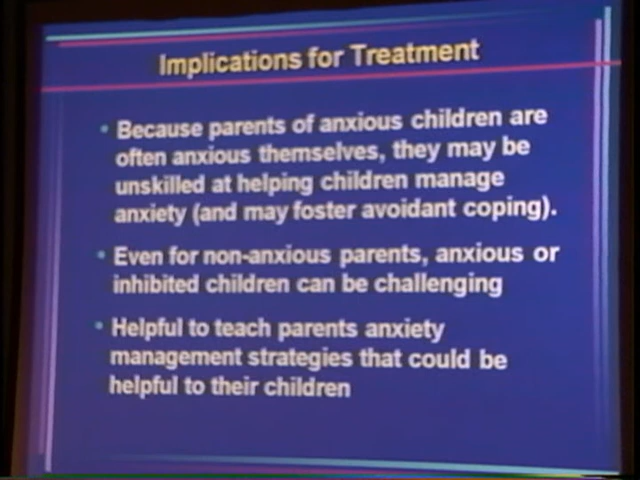 Implications for Treatment
• Because parents of anxious children are
often anxious themselves, they may be
unskilled at helping children manage
anxiety (and may foster avoidant coping).
• Even for non-anxious parents, anxious or
inhibited children can be challenging
• Helpful to teach parents anxiety
management strategies that could be
helpful to their children